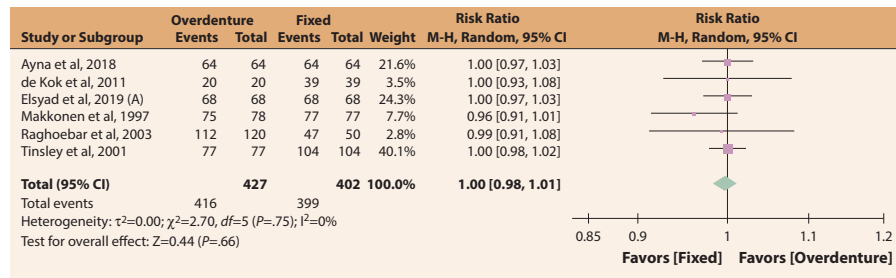 Overdenture Fixed Risk Ratio Risk Ratio
Study or Subgroup Events Total Events Total Weight M-H, Random, 95% CI M-H, Random, 95% CI
Ayna et al, 2018 64 64 64 64 21.6% 1.00 [0.97, 1.03]
de Kok et al, 2011 20 20 39 39 3.5% 1.00 [0.93, 1.08]
Elsyad et al, 2019 (A) 68 68 68 68 24.3% 1.00 [0.97, 1.03]
Makkonen et al, 1997 75 78 77 77 7.7% 0.96 [0.91, 1.01]
Raghoebar et al, 2003 112 120 47 50 2.8% 0.99 [0.91, 1.08]
Tinsley et al, 2001 77 77 104 104 40.1% 1.00 [0.98, 1.02]
Total (95% CI) 427 402 100.0% 1.00 [0.98, 1.01]
Total events 416 399
Heterogeneity: τ2=0.00; χ2=2.70, df=5 (P=.75); I2=0%
Test for overall effect: Z=0.44 (P=.66)
0.85 0.9 1 1.1 1.2
Favors [Fixed] Favors [Overdenture]